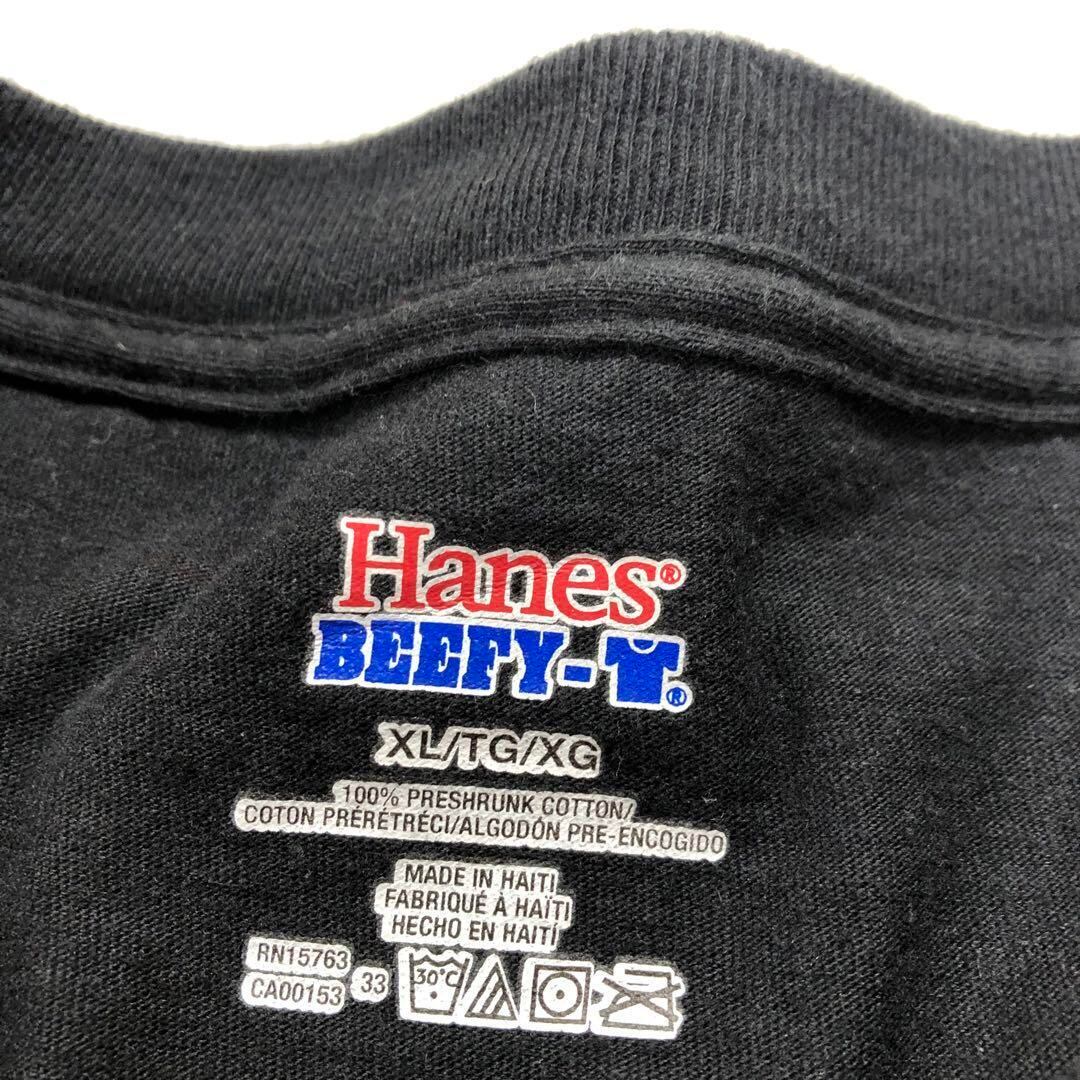 Hanes®
BEEFY-T®
XL/TG/XG
100% PRESHRUNK COTTON/
COTON PRÉRÉTRÉCI/ALGODÓN PRE-ENCOGIDO
MADE IN HAITI
FABRIQUÉ À HAÏTI
HECHO EN HAITÍ
RN15763
CA00153 33
30°C